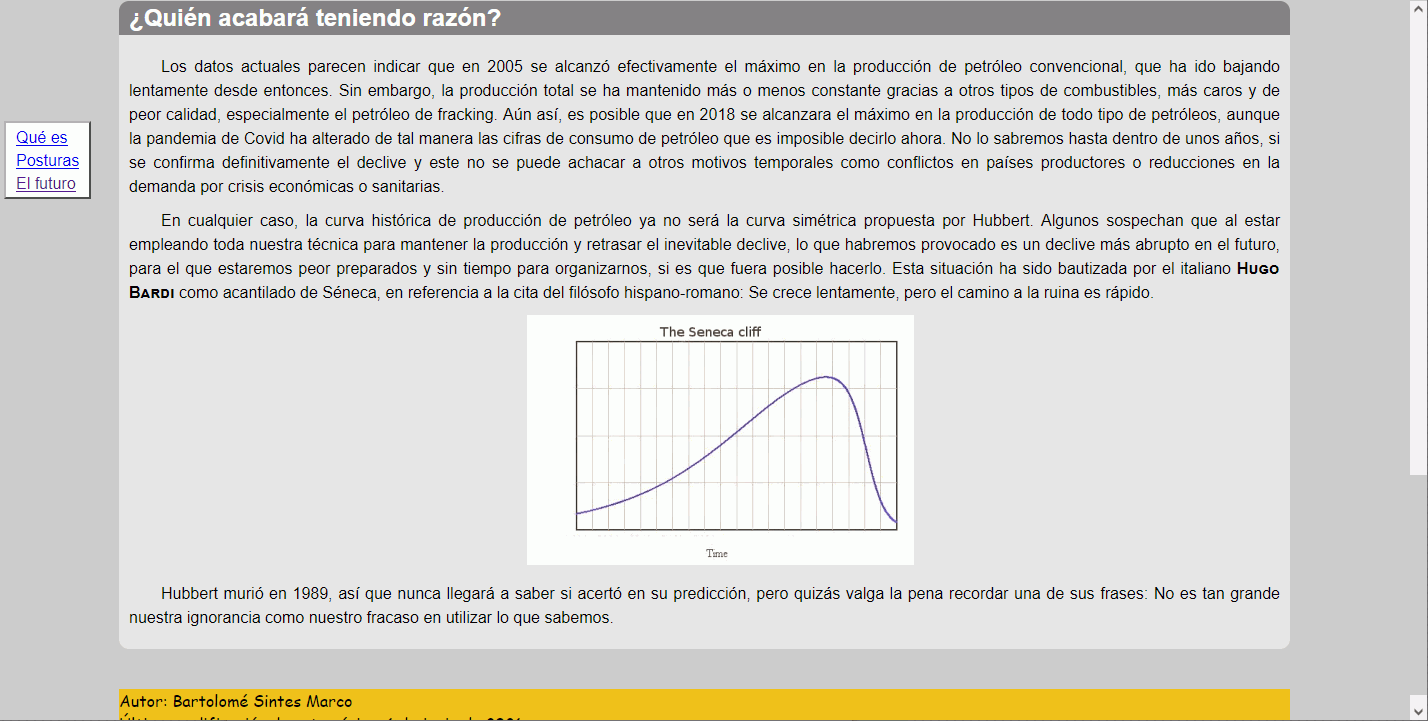 ¿Quién acabará teniendo razón?
Los datos actuales parecen indicar que en 2005 se alcanzó efectivamente el máximo en la producción de petróleo convencional, que ha ido bajando
lentamente desde entonces. Sin embargo, la producción total se ha mantenido más o menos constante gracias a otros tipos de combustibles, más caros y de
peor calidad, especialmente el petróleo de fracking. Aún así, es posible que en 2018 se alcanzara el máximo en la producción de todo tipo de petróleos, aunque
la pandemia de Covid ha alterado de tal manera las cifras de consumo de petróleo que es imposible decirlo ahora. No lo sabremos hasta dentro de unos años, si
se confirma definitivamente el declive y este no se puede achacar a otros motivos temporales como conflictos en países productores o reducciones en la
demanda por crisis económicas o sanitarias.
Qué es
Posturas
El futuro
En cualquier caso, la curva histórica de producción de petróleo ya no será la curva simétrica propuesta por Hubbert. Algunos sospechan que al estar
empleando toda nuestra técnica para mantener la producción y retrasar el inevitable declive, lo que habremos provocado es un declive más abrupto en el futuro,
para el que estaremos peor preparados y sin tiempo para organizarnos, si es que fuera posible hacerlo. Esta situación ha sido bautizada por el italiano Hugo
Bardi como acantilado de Séneca, en referencia a la cita del filósofo hispano-romano: Se crece lentamente, pero el camino a la ruina es rápido.
The Seneca cliff
Time
Hubbert murió en 1989, así que nunca llegará a saber si acertó en su predicción, pero quizás valga la pena recordar una de sus frases: No es tan grande
nuestra ignorancia como nuestro fracaso en utilizar lo que sabemos.
Autor: Bartolomé Sintes Marco